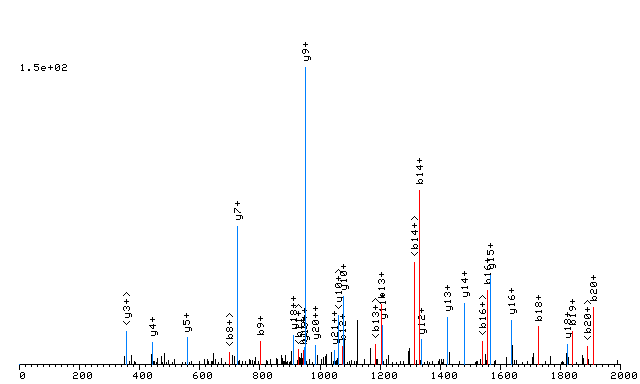 1.5e+02
y3+>
y4+
y5+
<b8+>
y7+
b9+
y18++
y9+
y20++
y21++
y10+>
b12+
y10+
<b13+>
b13+
y11+
<b14+>
b14+
y12+
y13+
y14+
<b16+>
b16+
y15+
y16+
b18+
y18+
y19+
<b20+>
b20+
0 200 400 600 800 1000 1200 1400 1600 1800 2000